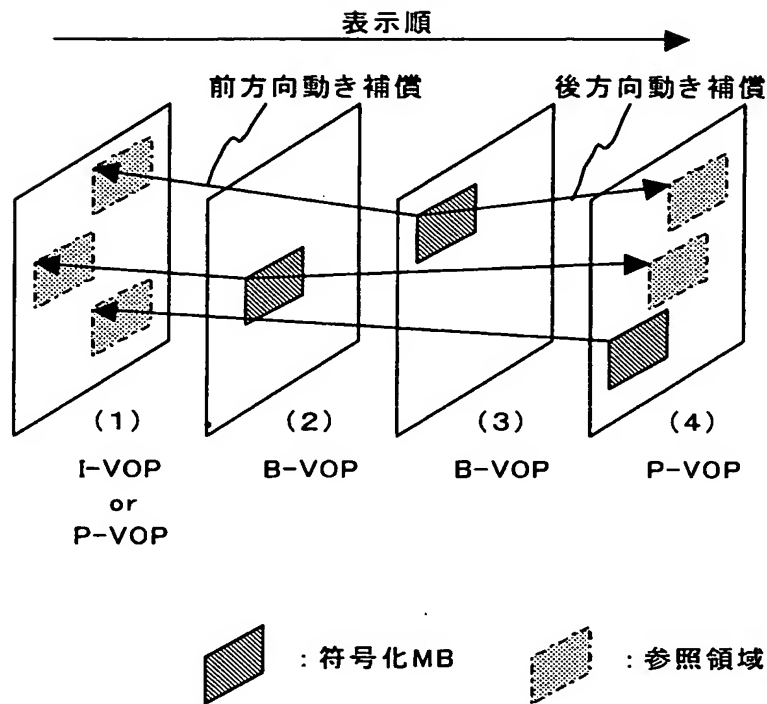 表示順
前方向動き補償
後方向動き補償
(1)
(2)
(3)
(4)
I-VOP
or
P-VOP
B-VOP
B-VOP
P-VOP
:符号化MB
:参照領域